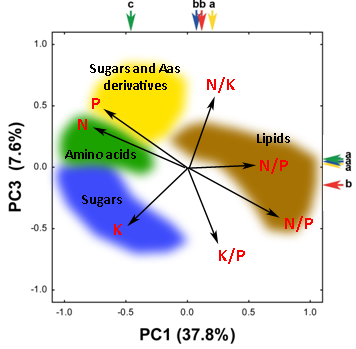 c bb a
1.0
Sugars and Aas
derivatives
N/K
0.5
P
N
Lipids
Amino acids
a
N/P
0.0
a
b
Sugars
N/P
K
-0.5
K/P
-1.0
-1.0 -0.5 0.0 0.5 1.0
PC3 (7.6%)
PC1 (37.8%)